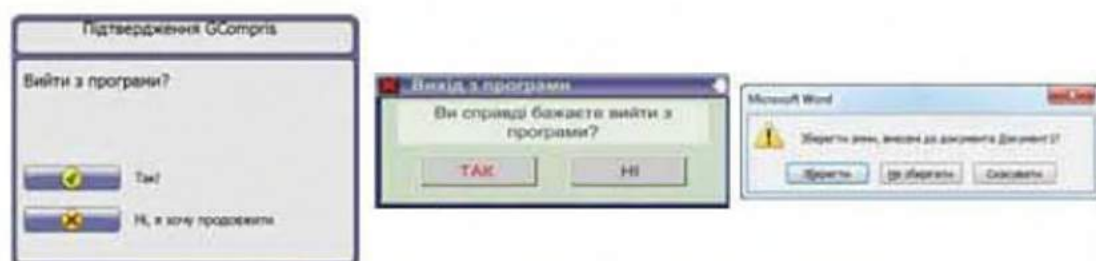 Підтвердження GCompris
Вийти з програми?
Так!
Ні, я хочу продовжити
Вихід з програми
Ви справді бажаєте вийти з
програми?
ТАК
НІ
Microsoft Word
Зберегти зміни, внесені до документа Документ1?
Зберегти
Не зберігати
Скасувати